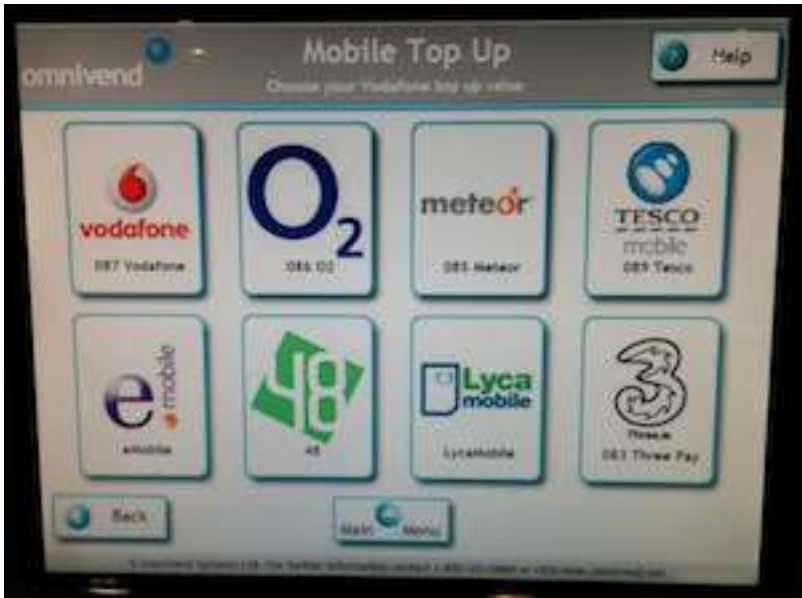 omnivend
Mobile Top Up
Help
Choose your Vodafone top up value
vodafone
087 Vodafone
O2
086 O2
meteor
085 Meteor
TESCO
mobile
089 Tesco
e mobile
eMobile
48
48
Lyca
mobile
LycaMobile
3
Three.ie
083 Three Pay
Back
Main Menu